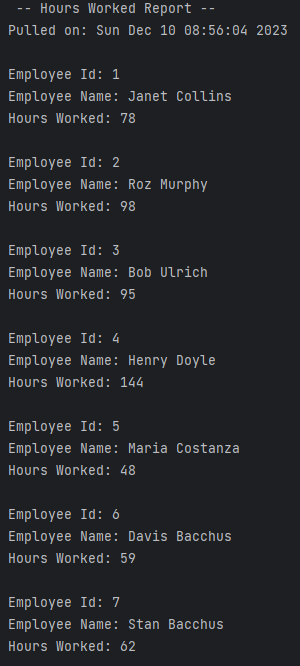 -- Hours Worked Report --
Pulled on: Sun Dec 10 08:56:04 2023
Employee Id: 1
Employee Name: Janet Collins
Hours Worked: 78
Employee Id: 2
Employee Name: Roz Murphy
Hours Worked: 98
Employee Id: 3
Employee Name: Bob Ulrich
Hours Worked: 95
Employee Id: 4
Employee Name: Henry Doyle
Hours Worked: 144
Employee Id: 5
Employee Name: Maria Costanza
Hours Worked: 48
Employee Id: 6
Employee Name: Davis Bacchus
Hours Worked: 59
Employee Id: 7
Employee Name: Stan Bacchus
Hours Worked: 62